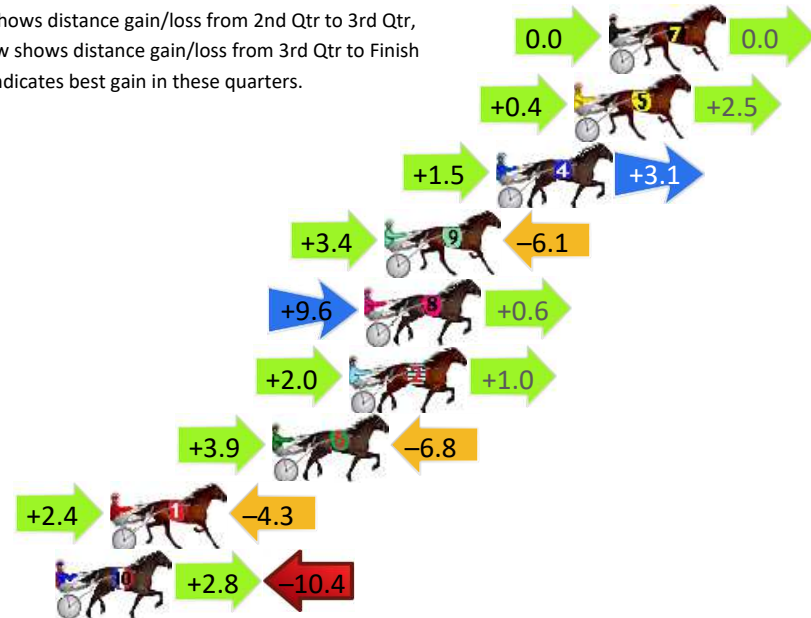 hows distance gain/loss from 2nd Qtr to 3rd Qtr,
w shows distance gain/loss from 3rd Qtr to Finish
ndicates best gain in these quarters.
0.0 7 0.0
+0.4 5 +2.5
+1.5 4 +3.1
+3.4 9 –6.1
+9.6 8 +0.6
+2.0 2 +1.0
+3.9 –6.8
+2.4 1 –4.3
10 +2.8 –10.4